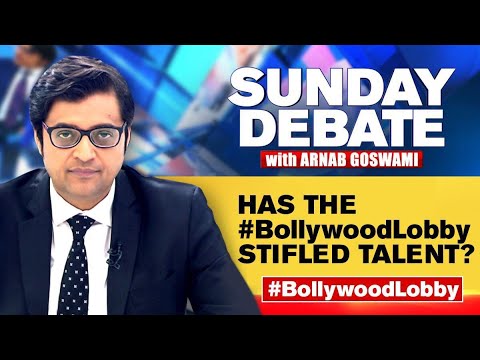 SUNDAY
DEBATE
with ARNAB GOSWAMI
HAS THE
#BollywoodLobby
STIFLED TALENT?
#BollywoodLobby